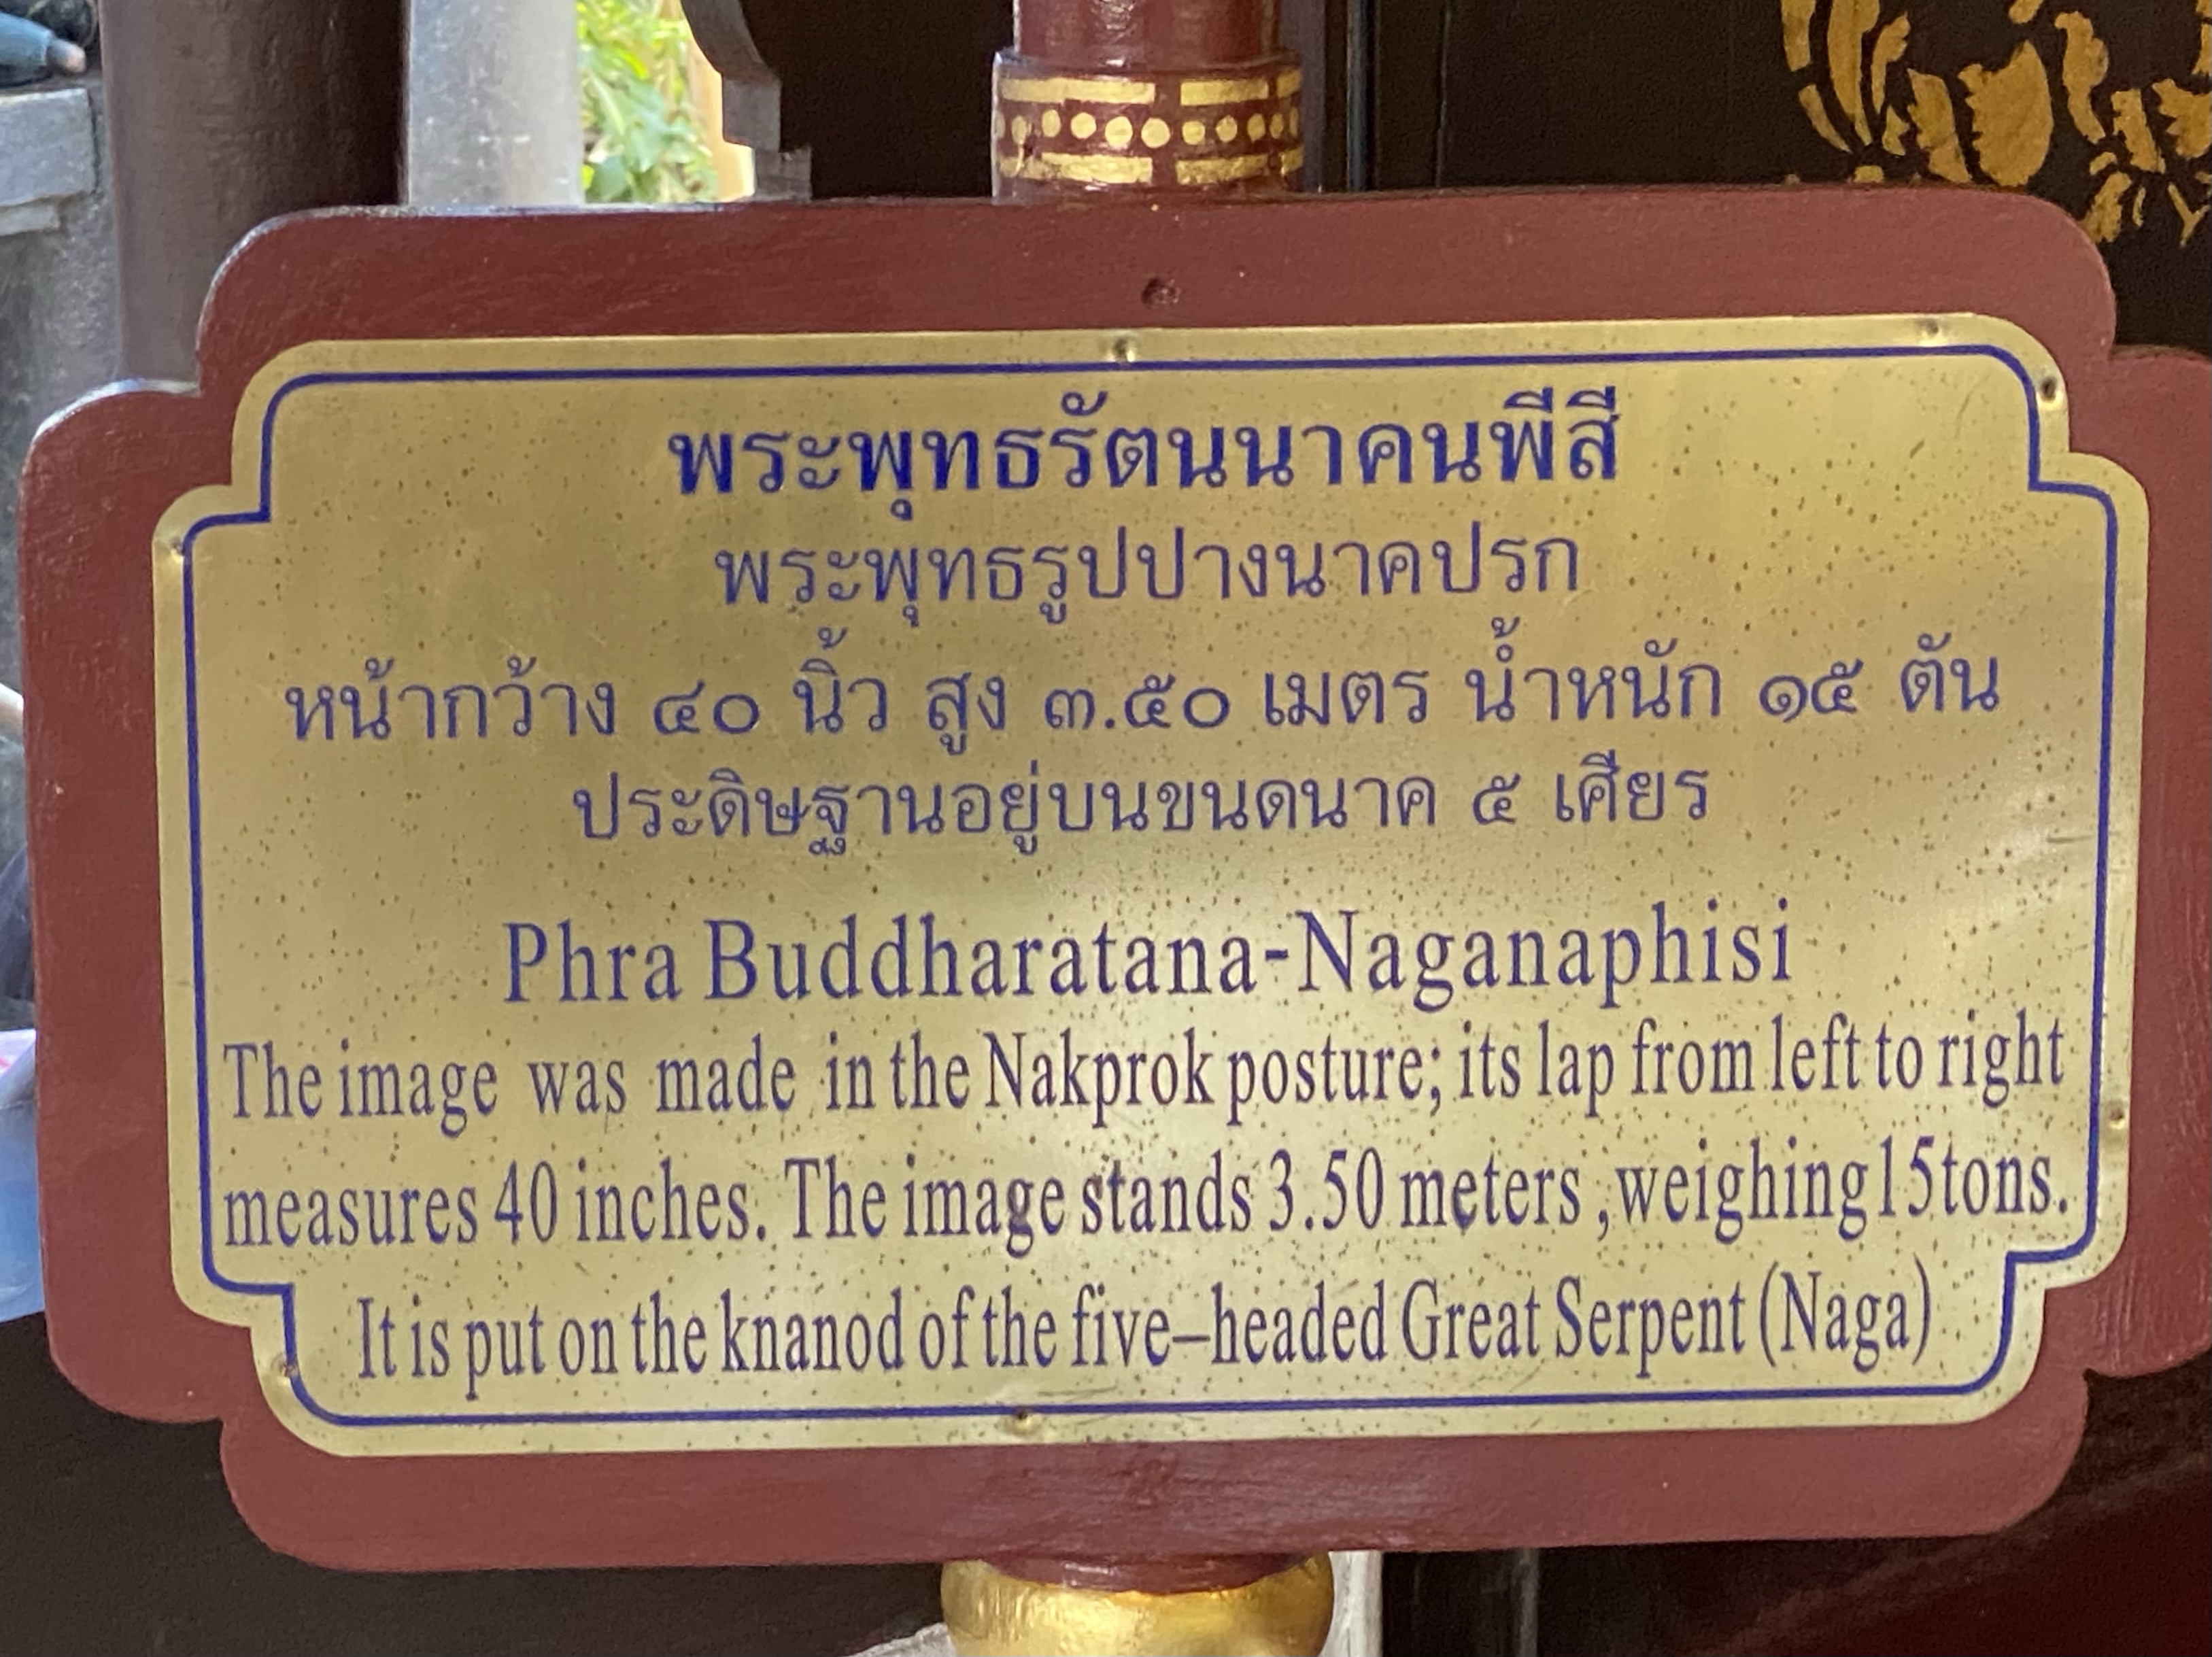 พระพุทธรัตนนาคนพีสี
พระพุทธรูปปางนาคปรก
หน้ากว้าง ๔๐ นิ้ว สูง ๓.๕๐ เมตร น้ำหนัก ๑๕ ตัน
ประดิษฐานอยู่บนขนดนาค ๕ เศียร
Phra Buddharatana-Naganaphisi
The image was made in the Nakprok posture; its lap from left to right
measures 40 inches. The image stands 3.50 meters ,weighing15tons.
It is put on the knanod of the five–headed Great Serpent (Naga)